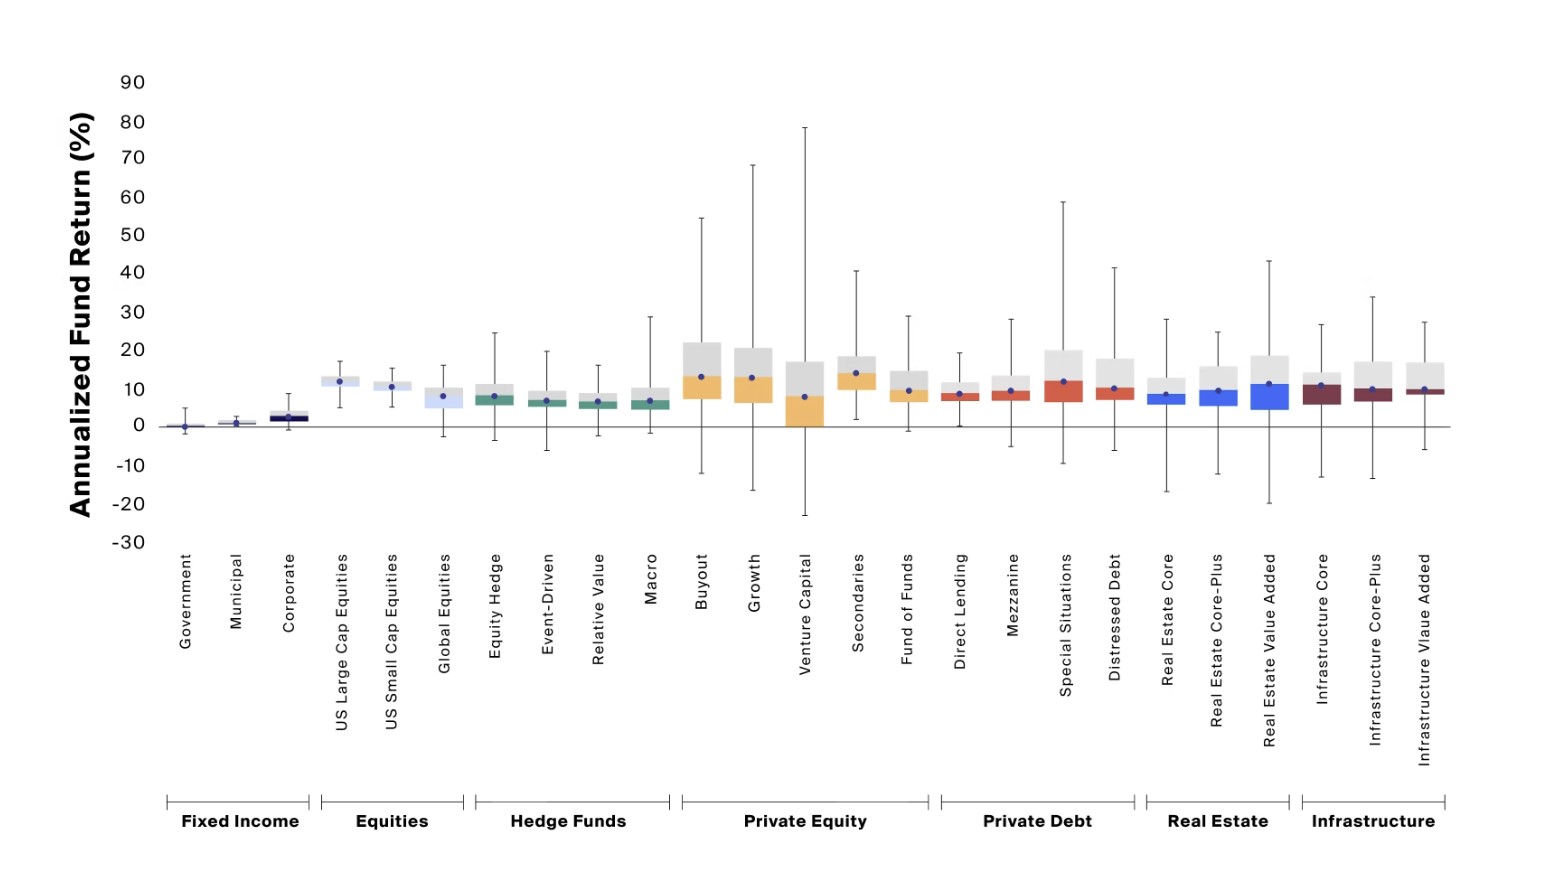 Annualized Fund Return (%)
90
80
70
60
50
40
30
20
10
0
-10
-20
-30
Government
Municipal
Corporate
US Large Cap Equities
US Small Cap Equities
Global Equities
Equity Hedge
Event-Driven
Relative Value
Macro
Buyout
Growth
Venture Capital
Secondaries
Fund of Funds
Direct Lending
Mezzanine
Special Situations
Distressed Debt
Real Estate Core
Real Estate Core-Plus
Real Estate Value Added
Infrastructure Core
Infrastructure Core-Plus
Infrastructure Vlaue Added
Fixed Income
Equities
Hedge Funds
Private Equity
Private Debt
Real Estate
Infrastructure